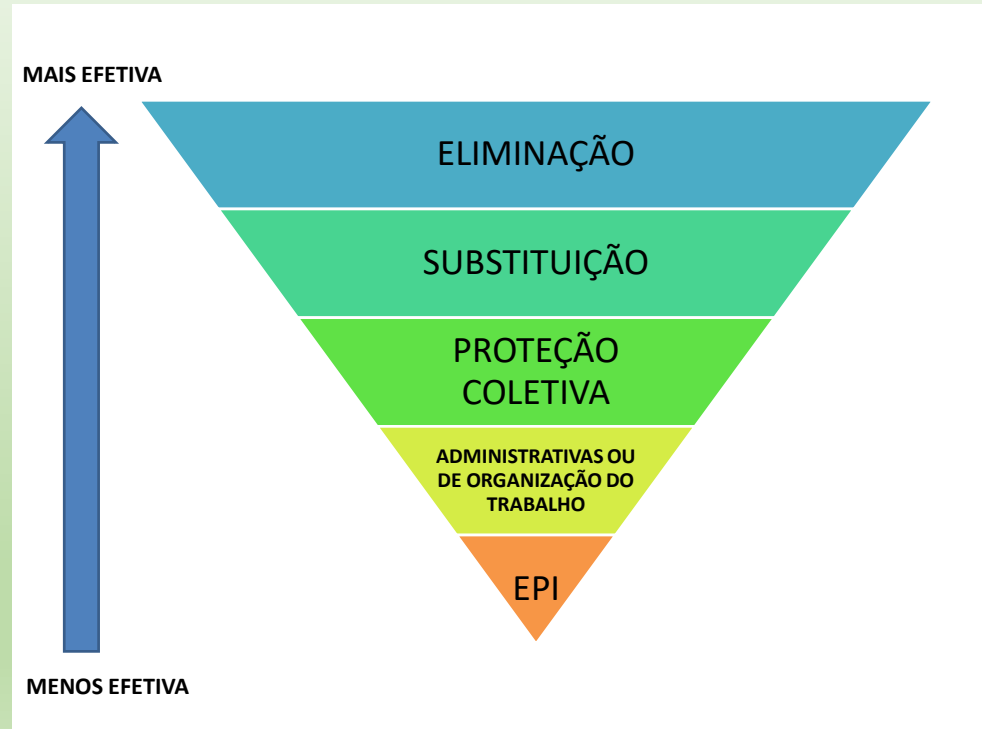 MAIS EFETIVA
ELIMINAÇÃO
SUBSTITUIÇÃO
PROTEÇÃO
COLETIVA
ADMINISTRATIVAS OU
DE ORGANIZAÇÃO DO
TRABALHO
EPI
MENOS EFETIVA